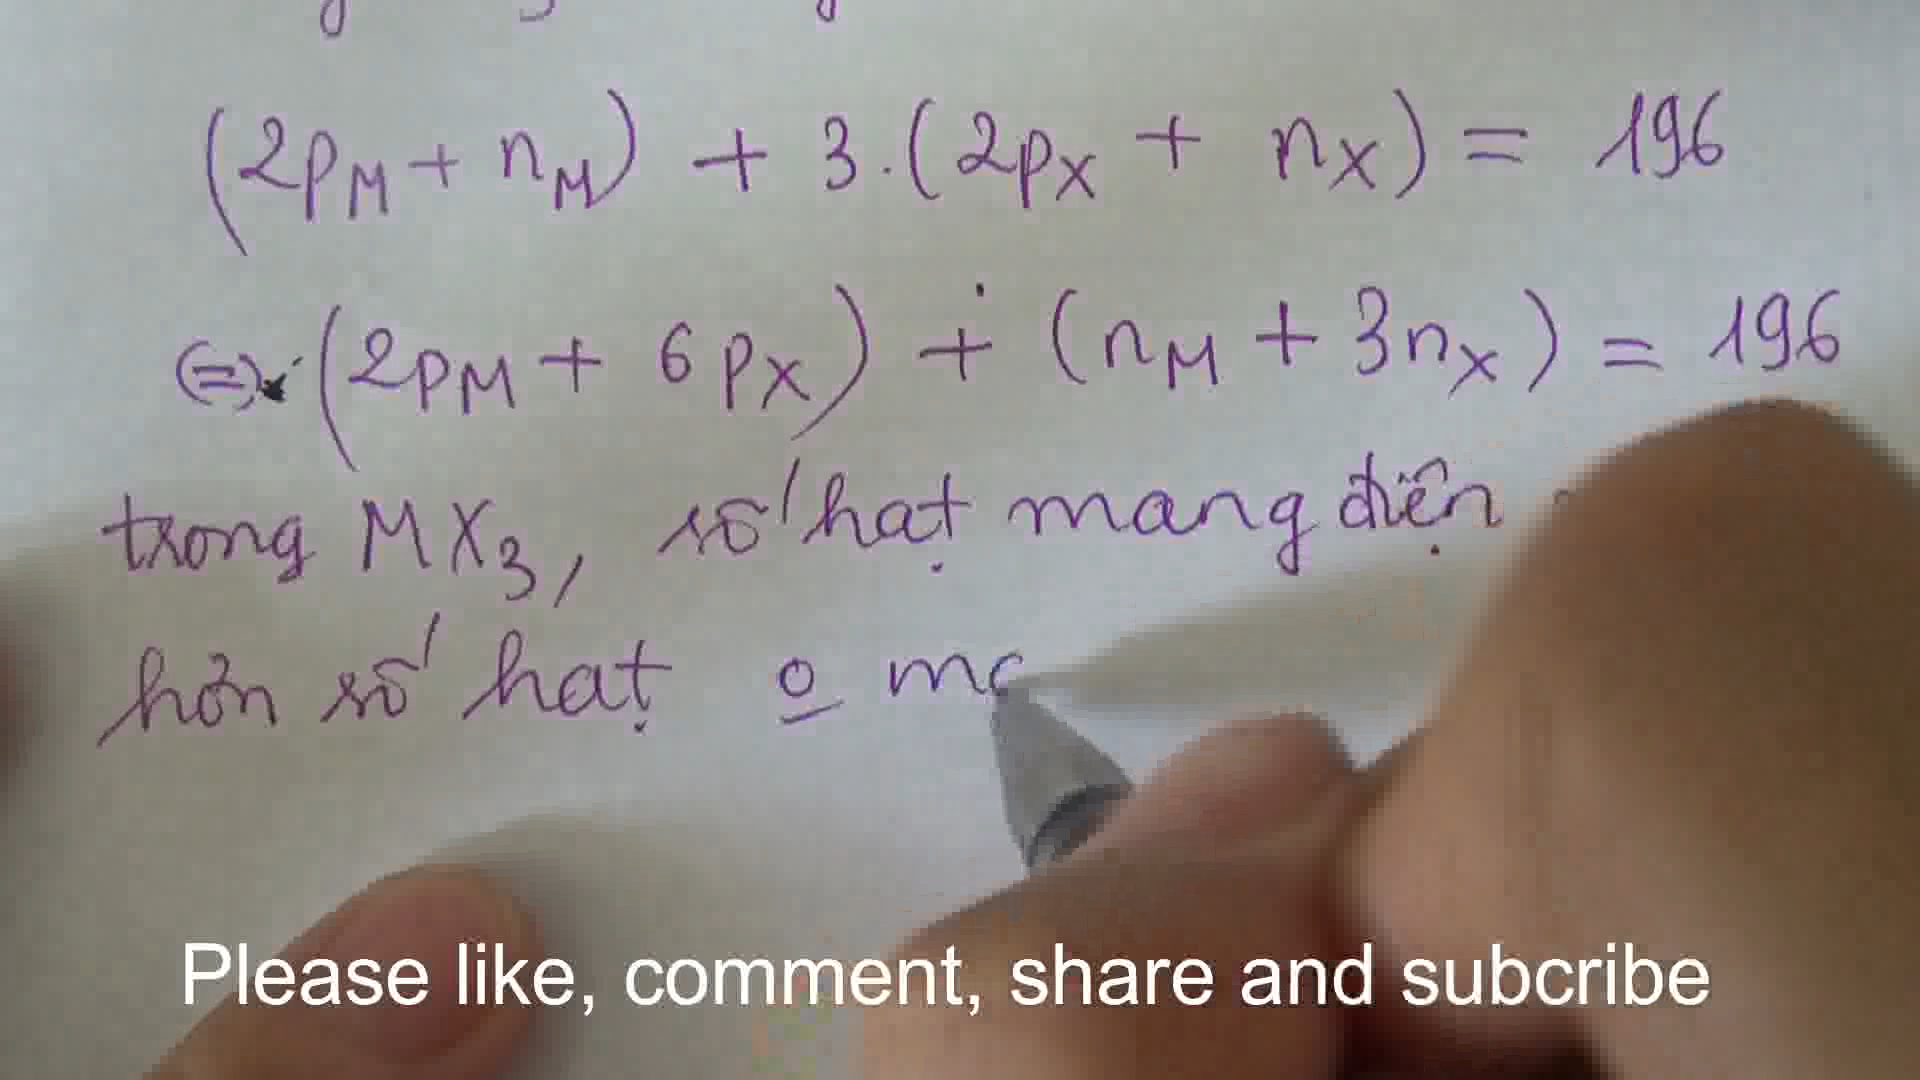 (2pM + nM) + 3.(2pX + nX) = 196
(=) (2pM + 6pX) + (nM + 3nX) = 196
trong MX3, số hạt mang điện
hơn số hạt o ma
Please like, comment, share and subcribe